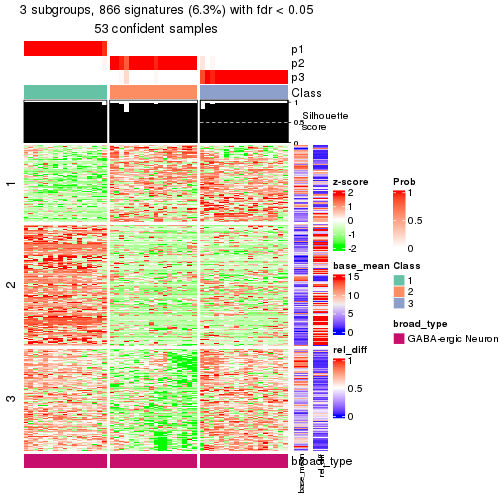 3 subgroups, 866 signatures (6.3%) with fdr < 0.05
53 confident samples
p1
p2
p3
Class
1
0.5
0
Silhouette
score
1
2
3
z-score
2
1
0
-1
-2
Prob
1
0.5
0
base_mean
15
10
5
0
Class
1
2
3
broad_type
GABA-ergic Neuron
rel_diff
1
0.5
0
broad_type
base_mean
rel_diff